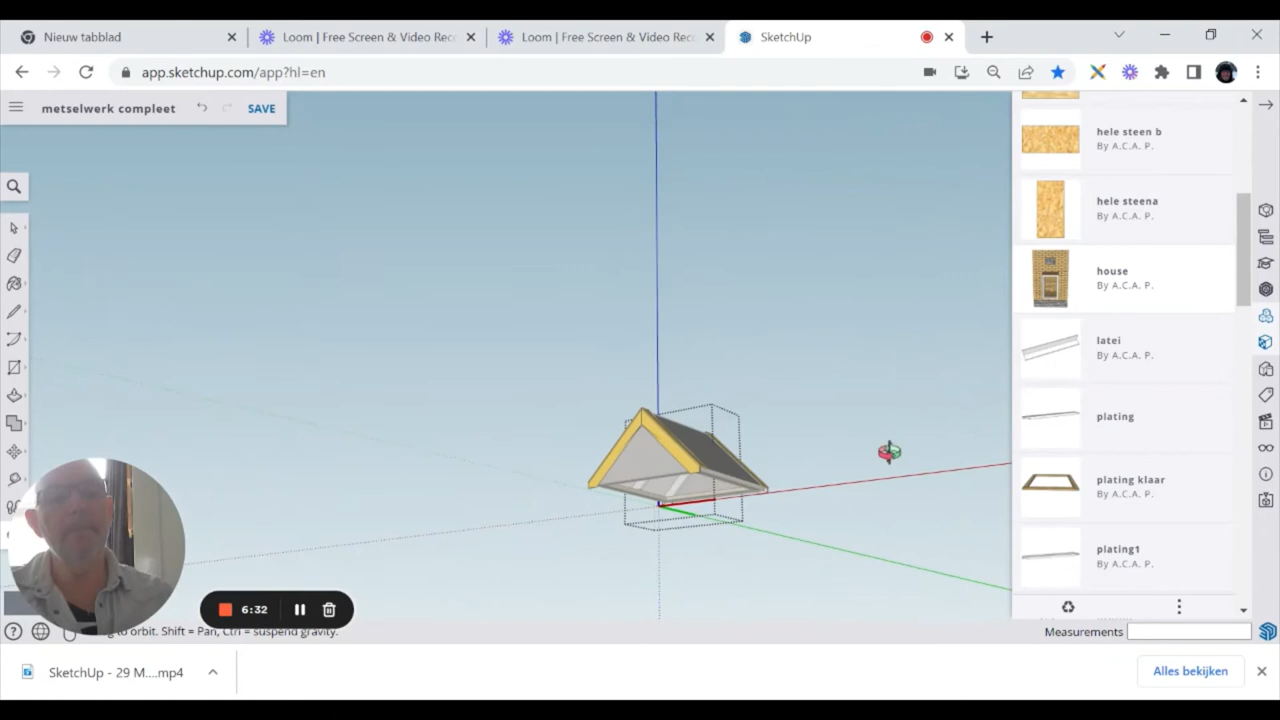 Nieuw tabblad
Loom | Free Screen & Video Rec
Loom | Free Screen & Video Rec
SketchUp
app.sketchup.com/app?hl=en
metselwerk compleet
SAVE
hele steen b
By A.C.A. P.
hele steena
By A.C.A. P.
house
By A.C.A. P.
latei
By A.C.A. P.
plating
plating klaar
By A.C.A. P.
plating1
By A.C.A. P.
6:32
to orbit. Shift = Pan, Ctrl = suspend gravity.
Measurements
SketchUp - 29 M....mp4
Alles bekijken